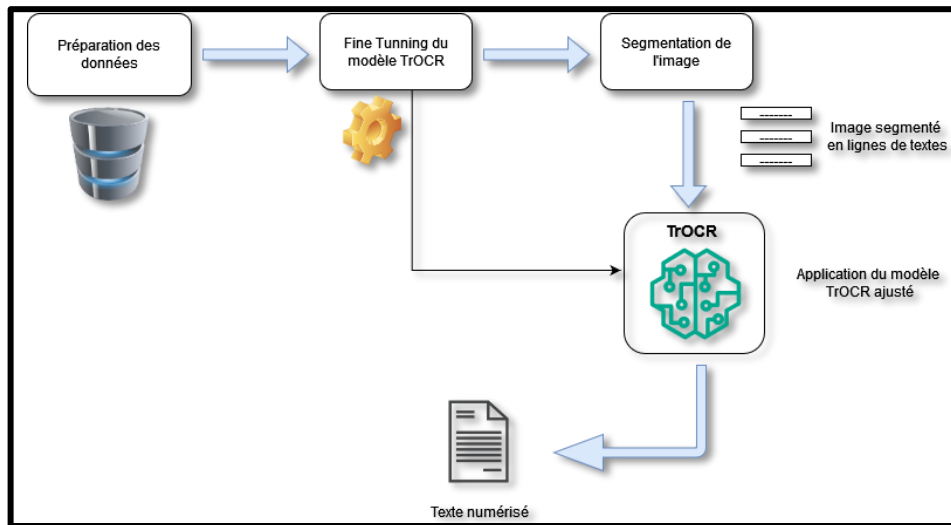 Préparation des
données
Fine Tunning du
modèle TrOCR
Segmentation de
l'image
Image segmenté
en lignes de textes
TrOCR
Application du modèle
TrOCR ajusté
Texte numérisé